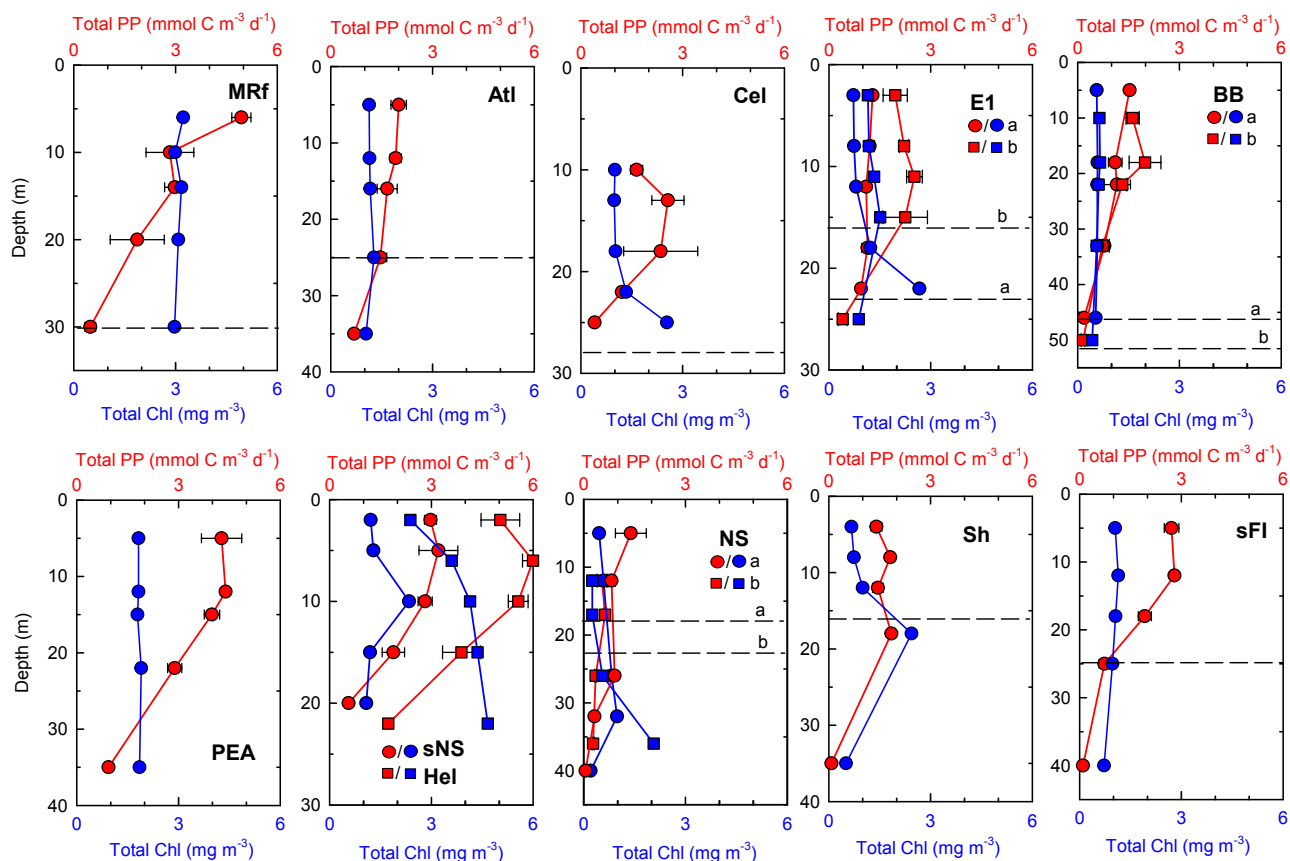 Total PP (mmol C m⁻³ d⁻¹) Total PP (mmol C m⁻³ d⁻¹) Total PP (mmol C m⁻³ d⁻¹) Total PP (mmol C m⁻³ d⁻¹) Total PP (mmol C m⁻³ d⁻¹)
0 3 6 0 3 6 0 3 6 0 3 6 0 3 6
MRf
0
10
20
30
Depth (m)
0 3 6
Total Chl (mg m⁻³)
Atl
0
10
20
30
40
0 3 6
Total Chl (mg m⁻³)
Cel
0
10
20
30
0 3 6
Total Chl (mg m⁻³)
E1
/ a
/ b
b
a
0
10
20
30
0 3 6
Total Chl (mg m⁻³)
BB
/ a
/ b
a
b
0
10
20
30
40
50
0 3 6
Total Chl (mg m⁻³)
Total PP (mmol C m⁻³ d⁻¹) Total PP (mmol C m⁻³ d⁻¹) Total PP (mmol C m⁻³ d⁻¹) Total PP (mmol C m⁻³ d⁻¹) Total PP (mmol C m⁻³ d⁻¹)
0 3 6 0 3 6 0 3 6 0 3 6 0 3 6
PEA
0
10
20
30
40
Depth (m)
0 3 6
Total Chl (mg m⁻³)
/ sNS
/ Hel
0
10
20
30
0 3 6
Total Chl (mg m⁻³)
NS
/ a
/ b
a
b
0
10
20
30
40
0 3 6
Total Chl (mg m⁻³)
Sh
0
10
20
30
40
0 3 6
Total Chl (mg m⁻³)
sFI
0
10
20
30
40
0 3 6
Total Chl (mg m⁻³)